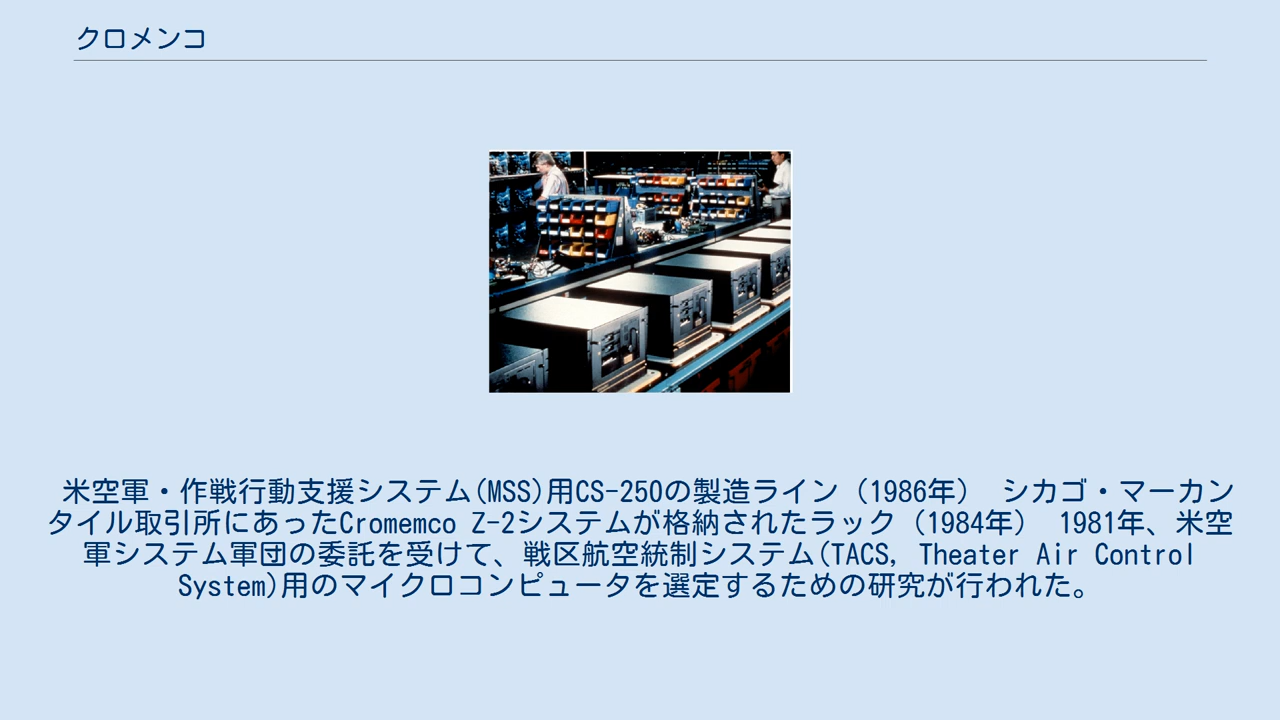 クロメンコ
米空軍・作戦行動支援システム(MSS)用CS-250の製造ライン（1986年） シカゴ・マーカン
タイル取引所にあったCromemco Z-2システムが格納されたラック（1984年） 1981年、米空
軍システム軍団の委託を受けて、戦区航空統制システム(TACS, Theater Air Control
System)用のマイクロコンピュータを選定するための研究が行われた。